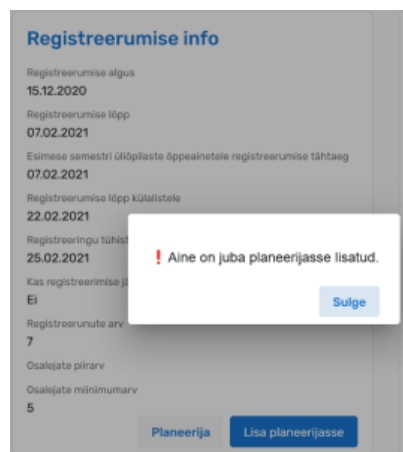 Registreerumise info
Registreerumise algus
15.12.2020
Registreerumise lõpp
07.02.2021
Esimese semestri üliõpilaste õppeainetele registreerumise tähtaeg
07.02.2021
Registreerumise lõpp külalistele
22.02.2021
Registreeringu tühist
25.02.2021
Kas registreerimise
Ei
Registreerunute arv
7
Osalejate piirarv
Osalejate miinimumarv
5
❗ Aine on juba planeerijasse lisatud.
Sulge
Planeerija
Lisa planeerijasse